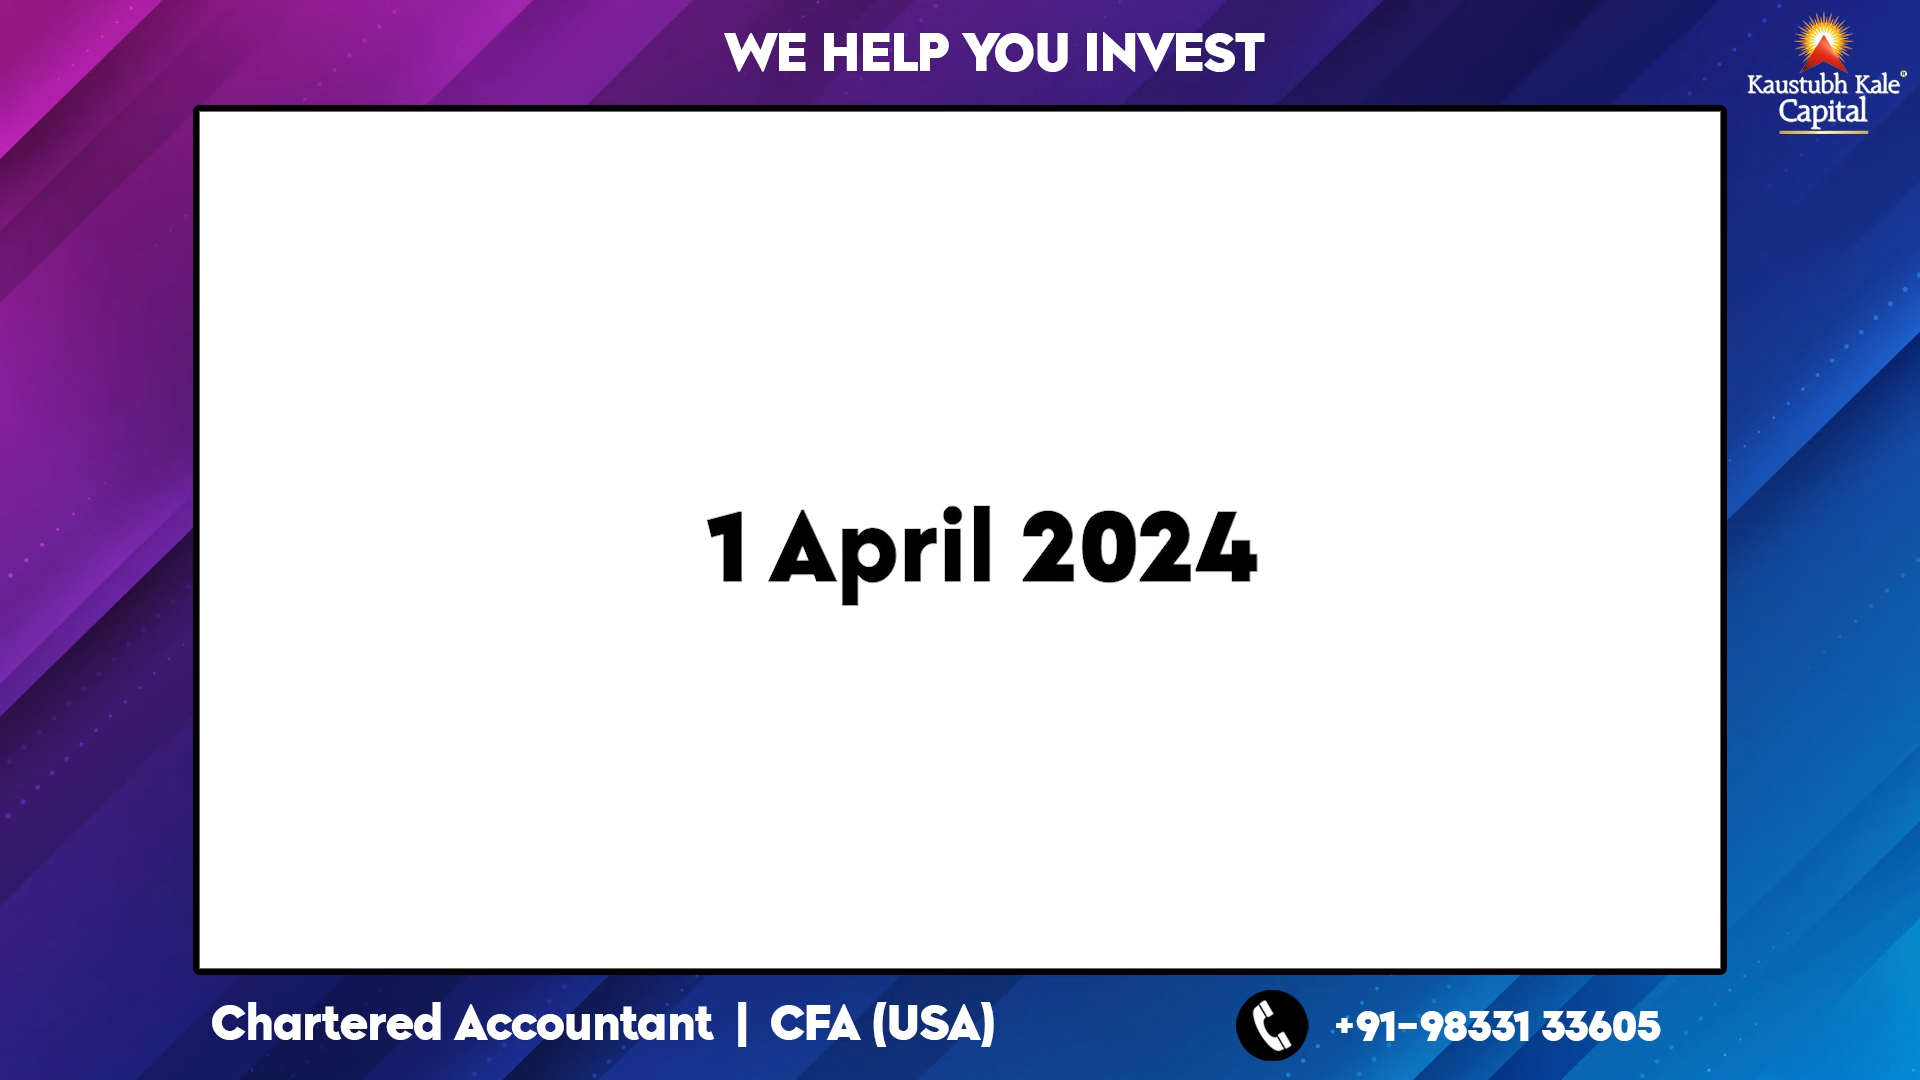 WE HELP YOU INVEST
Kaustubh Kale®
Capital
1 April 2024
Chartered Accountant | CFA (USA)
+91-98331 33605